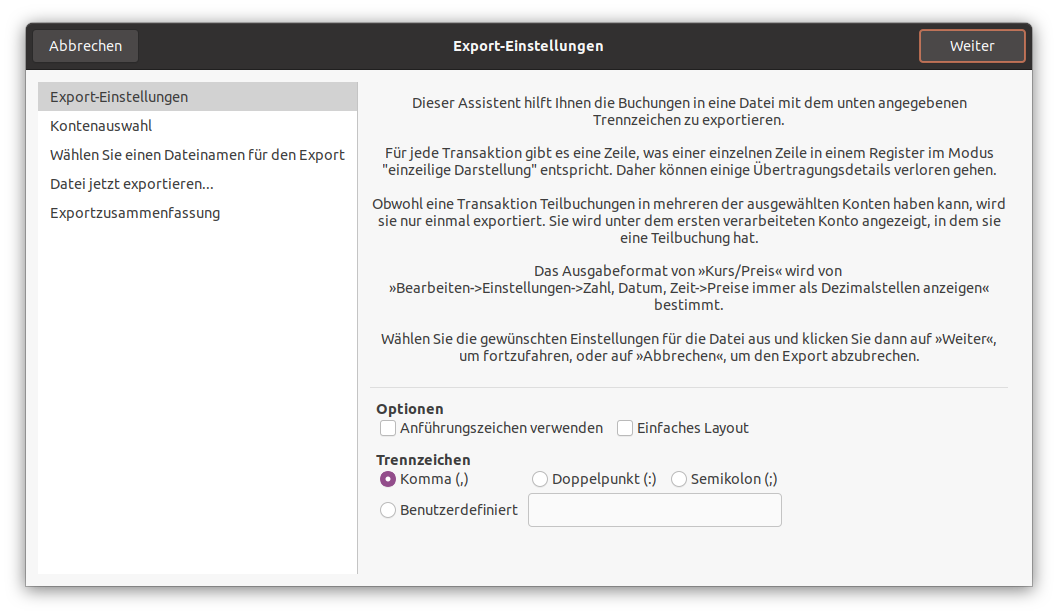 Abbrechen
Export-Einstellungen
Weiter
Export-Einstellungen
Kontenauswahl
Wählen Sie einen Dateinamen für den Export
Datei jetzt exportieren...
Exportzusammenfassung
Dieser Assistent hilft Ihnen die Buchungen in eine Datei mit dem unten angegebenen
Trennzeichen zu exportieren.
Für jede Transaktion gibt es eine Zeile, was einer einzelnen Zeile in einem Register im Modus
"einzeilige Darstellung" entspricht. Daher können einige Übertragungsdetails verloren gehen.
Obwohl eine Transaktion Teilbuchungen in mehreren der ausgewählten Konten haben kann, wird
sie nur einmal exportiert. Sie wird unter dem ersten verarbeiteten Konto angezeigt, in dem sie
eine Teilbuchung hat.
Das Ausgabeformat von »Kurs/Preis« wird von
»Bearbeiten->Einstellungen->Zahl, Datum, Zeit->Preise immer als Dezimalstellen anzeigen«
bestimmt.
Wählen Sie die gewünschten Einstellungen für die Datei aus und klicken Sie dann auf »Weiter«,
um fortzufahren, oder auf »Abbrechen«, um den Export abzubrechen.
Optionen
Anführungszeichen verwenden Einfaches Layout
Trennzeichen
Komma (,) Doppelpunkt (:) Semikolon (;)
Benutzerdefiniert